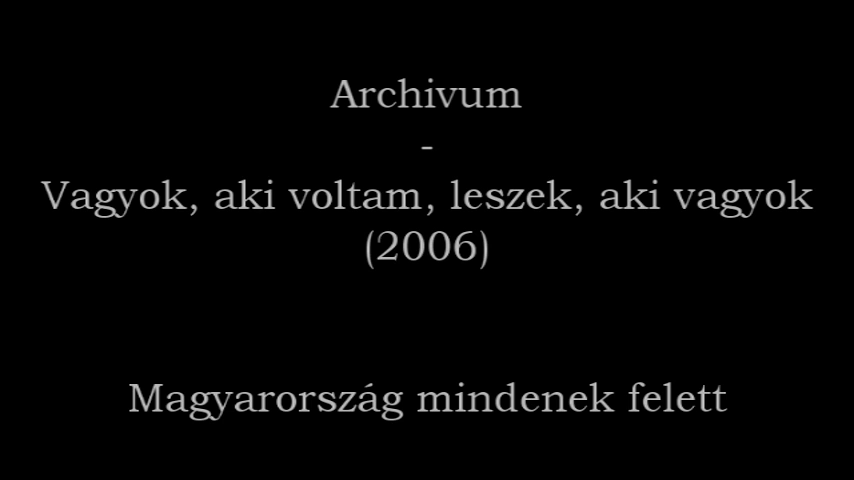 Archivum
-
Vagyok, aki voltam, leszek, aki vagyok
(2006)
Magyarország mindenek felett